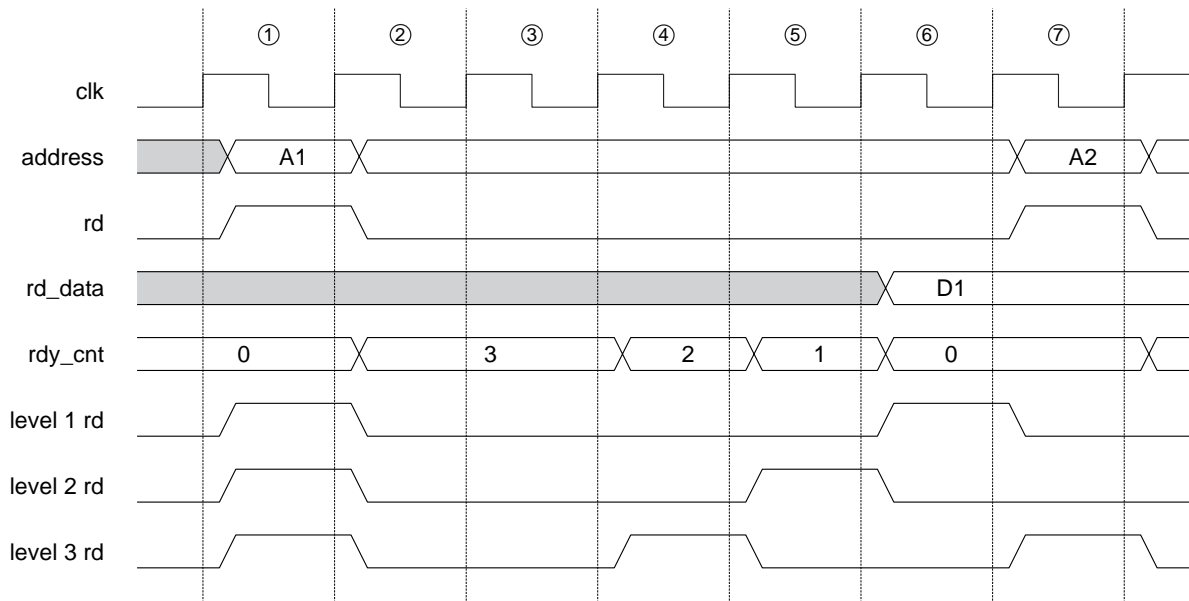 ① ② ③ ④ ⑤ ⑥ ⑦
clk
address A1 A2
rd
rd_data D1
rdy_cnt 0 3 2 1 0
level 1 rd
level 2 rd
level 3 rd